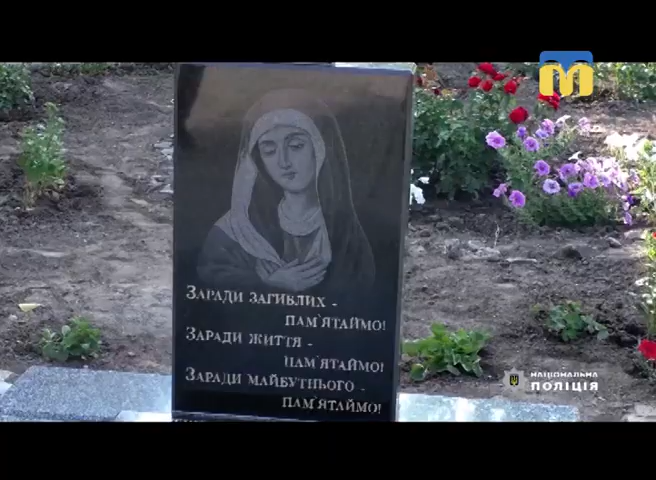 М
ЗАРАДИ ЗАГИБЛИХ -
ПАМ`ЯТАЙМО!
ЗАРАДИ ЖИТТЯ -
ПАМ`ЯТАЙМО!
ЗАРАДИ МАЙБУТНЬОГО -
ПАМ`ЯТАЙМО!
НАЦІОНАЛЬНА
ПОЛІЦІЯ